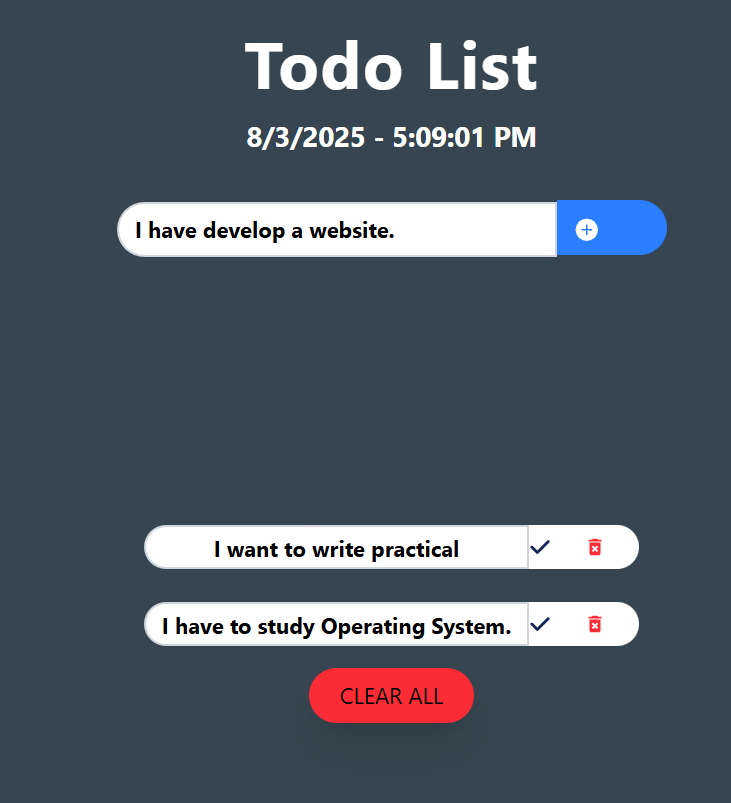 Todo List
8/3/2025 - 5:09:01 PM
I have develop a website.
I want to write practical
I have to study Operating System.
CLEAR ALL